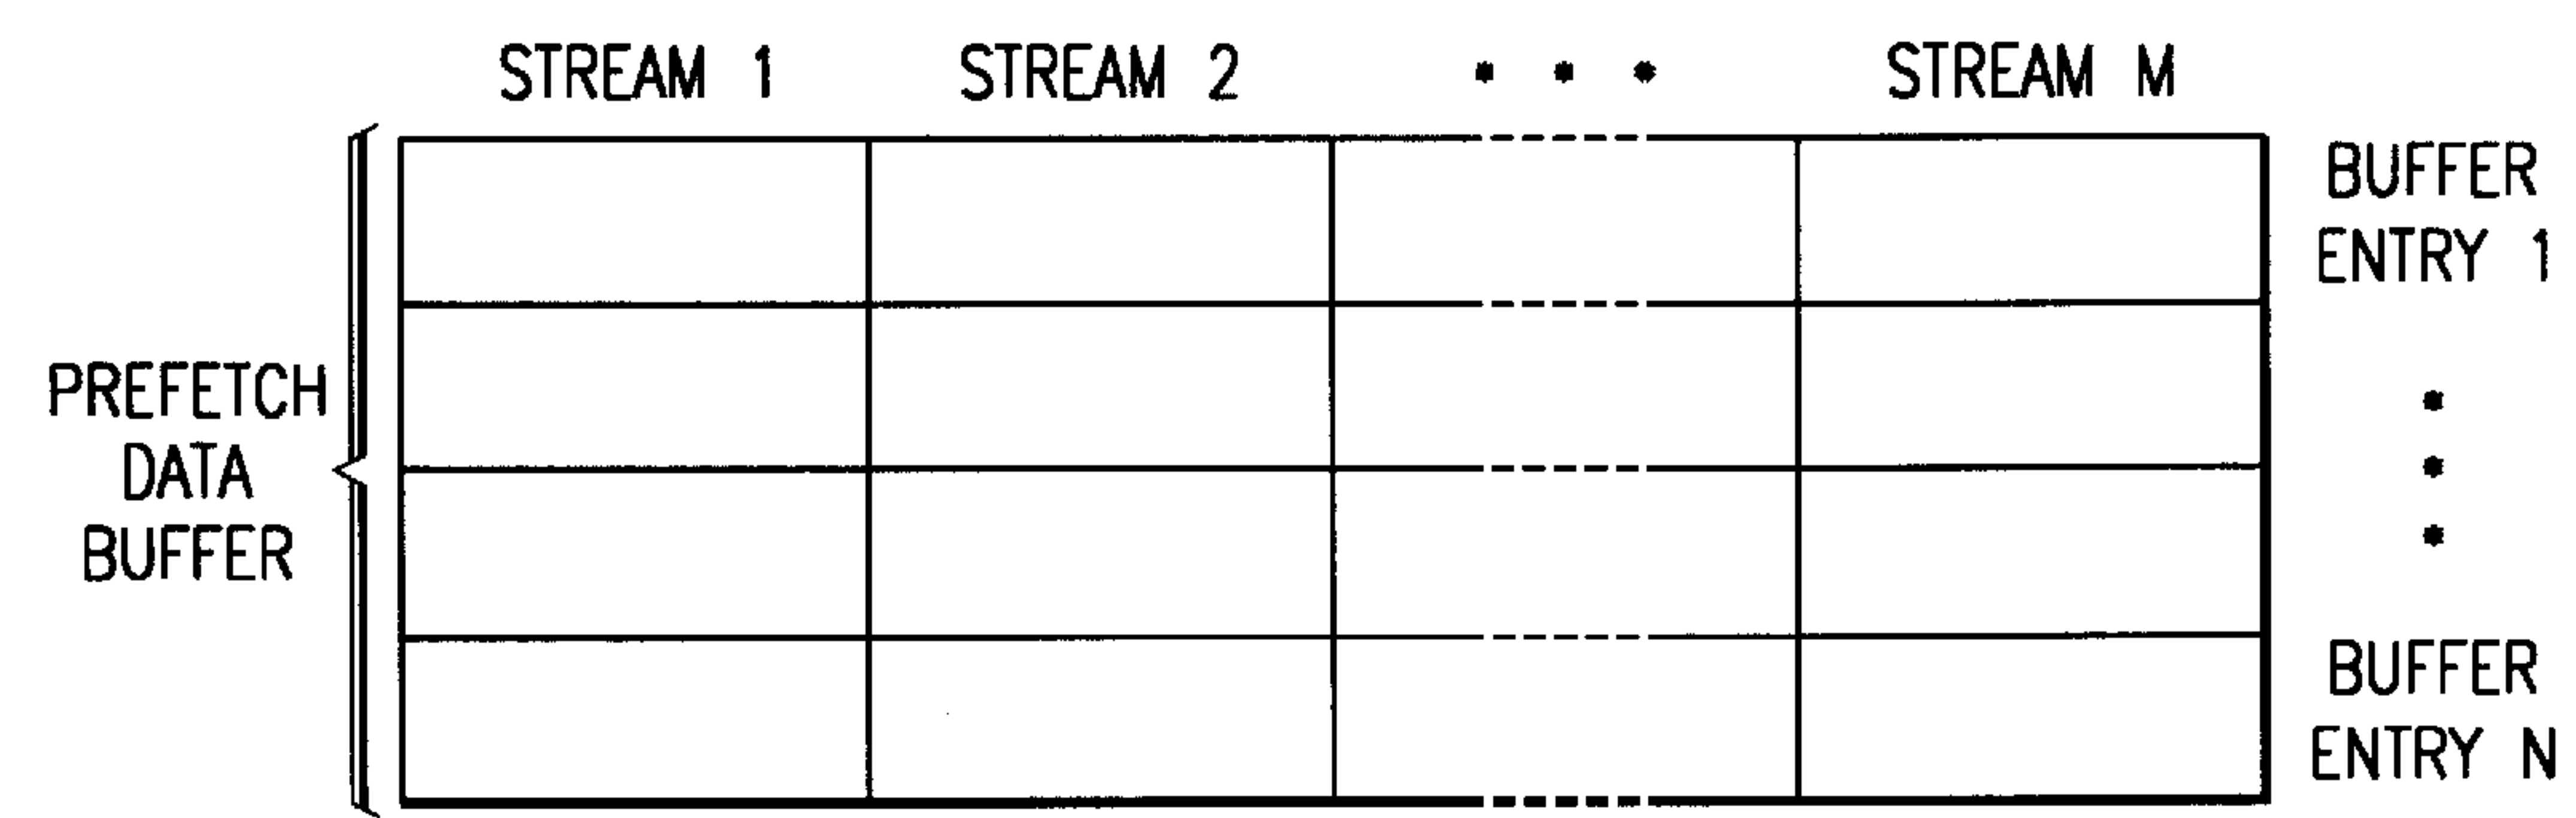 STREAM 1 STREAM 2 • • • STREAM M
BUFFER
ENTRY 1
PREFETCH
DATA
BUFFER
•
•
•
BUFFER
ENTRY N